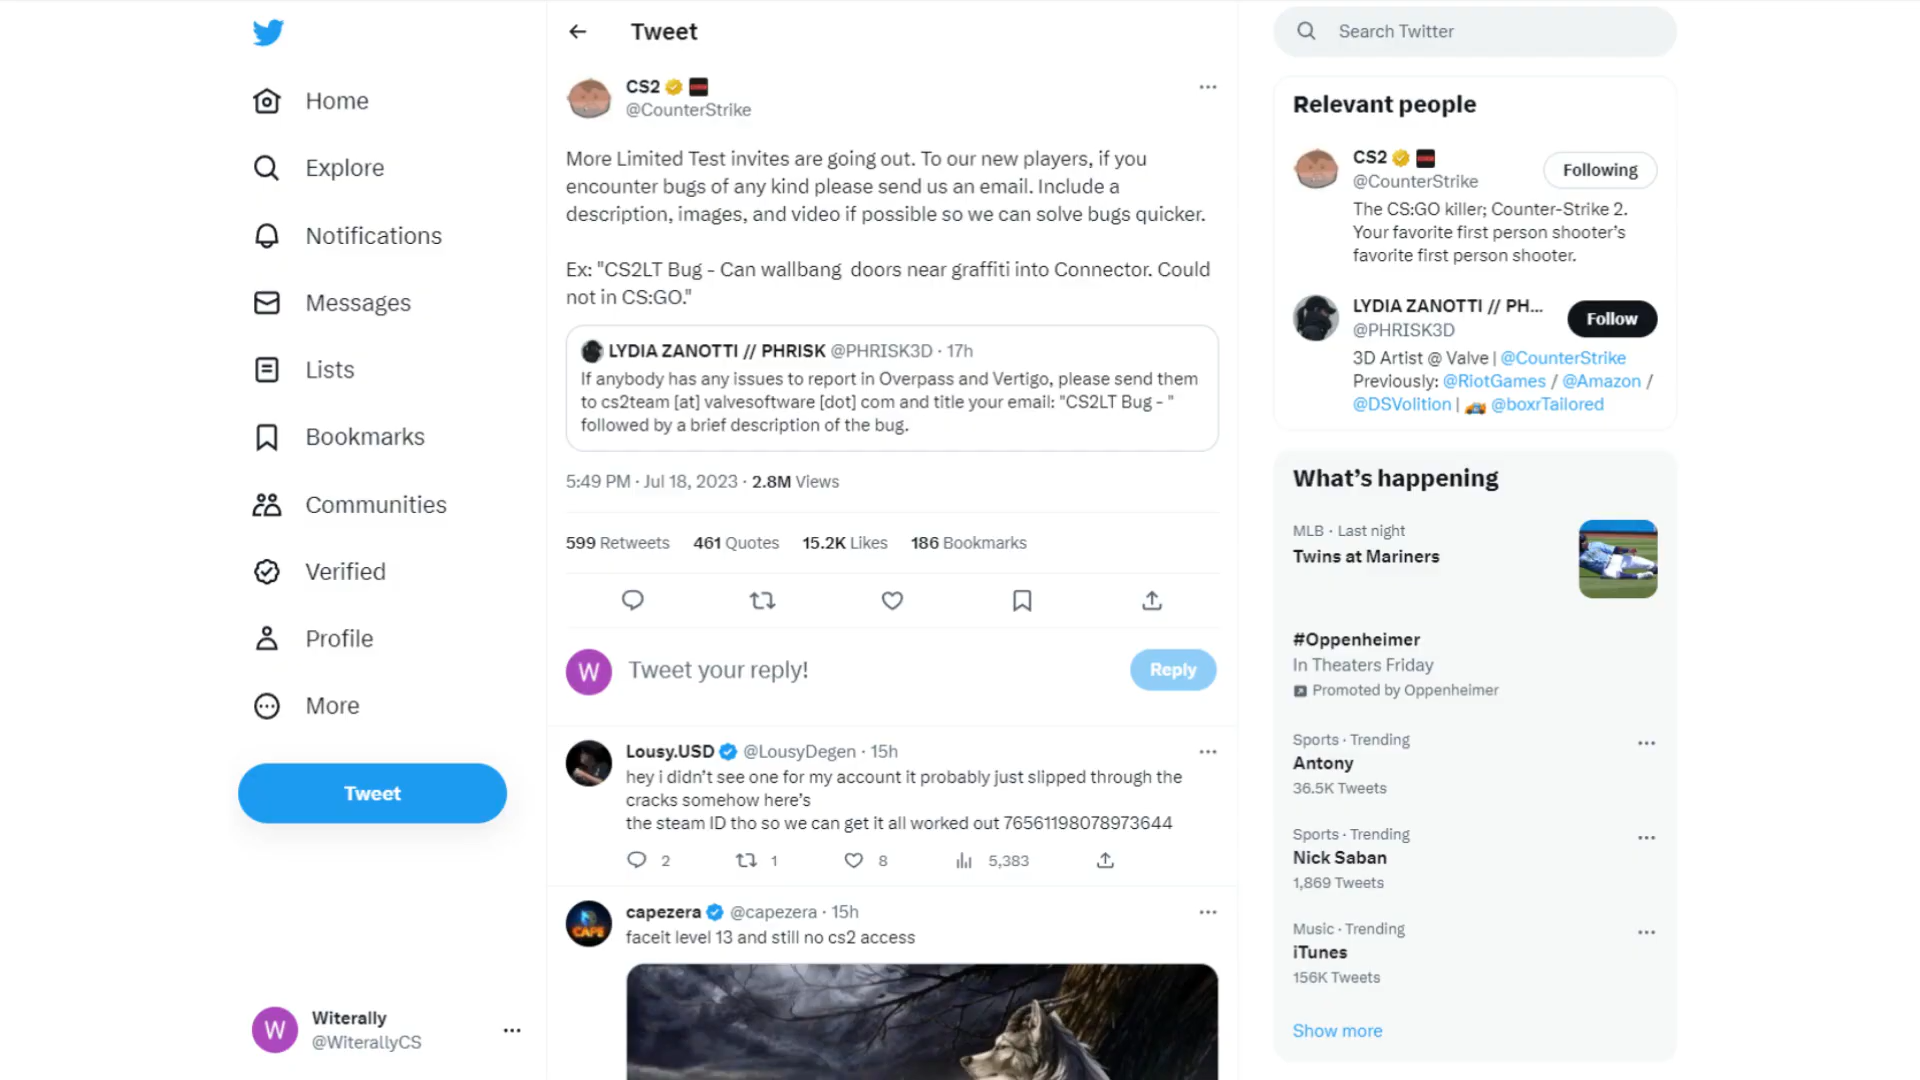 Home
Explore
Notifications
Messages
Lists
Bookmarks
Communities
Verified
Profile
More
Tweet
W
Witerally
@WiterallyCS
Tweet
CS2
@CounterStrike
More Limited Test invites are going out. To our new players, if you
encounter bugs of any kind please send us an email. Include a
description, images, and video if possible so we can solve bugs quicker.
Ex: "CS2LT Bug - Can wallbang  doors near graffiti into Connector. Could
not in CS:GO."
LYDIA ZANOTTI // PHRISK @PHRISK3D · 17h
If anybody has any issues to report in Overpass and Vertigo, please send them
to cs2team [at] valvesoftware [dot] com and title your email: "CS2LT Bug - "
followed by a brief description of the bug.
5:49 PM · Jul 18, 2023 · 2.8M Views
599 Retweets 461 Quotes 15.2K Likes 186 Bookmarks
W Tweet your reply! Reply
Lousy.USD @LousyDegen · 15h
hey i didn't see one for my account it probably just slipped through the
cracks somehow here's
the steam ID tho so we can get it all worked out 76561198078973644
2 1 8 5,383
capezera @capezera · 15h
faceit level 13 and still no cs2 access
CAPE
Search Twitter
Relevant people
CS2
@CounterStrike
Following
The CS:GO killer; Counter-Strike 2.
Your favorite first person shooter's
favorite first person shooter.
LYDIA ZANOTTI // PH...
@PHRISK3D
Follow
3D Artist @ Valve | @CounterStrike
Previously: @RiotGames / @Amazon /
@DSVolition | @boxrTailored
What's happening
MLB · Last night
Twins at Mariners
#Oppenheimer
In Theaters Friday
Promoted by Oppenheimer
Sports · Trending
Antony
36.5K Tweets
Sports · Trending
Nick Saban
1,869 Tweets
Music · Trending
iTunes
156K Tweets
Show more